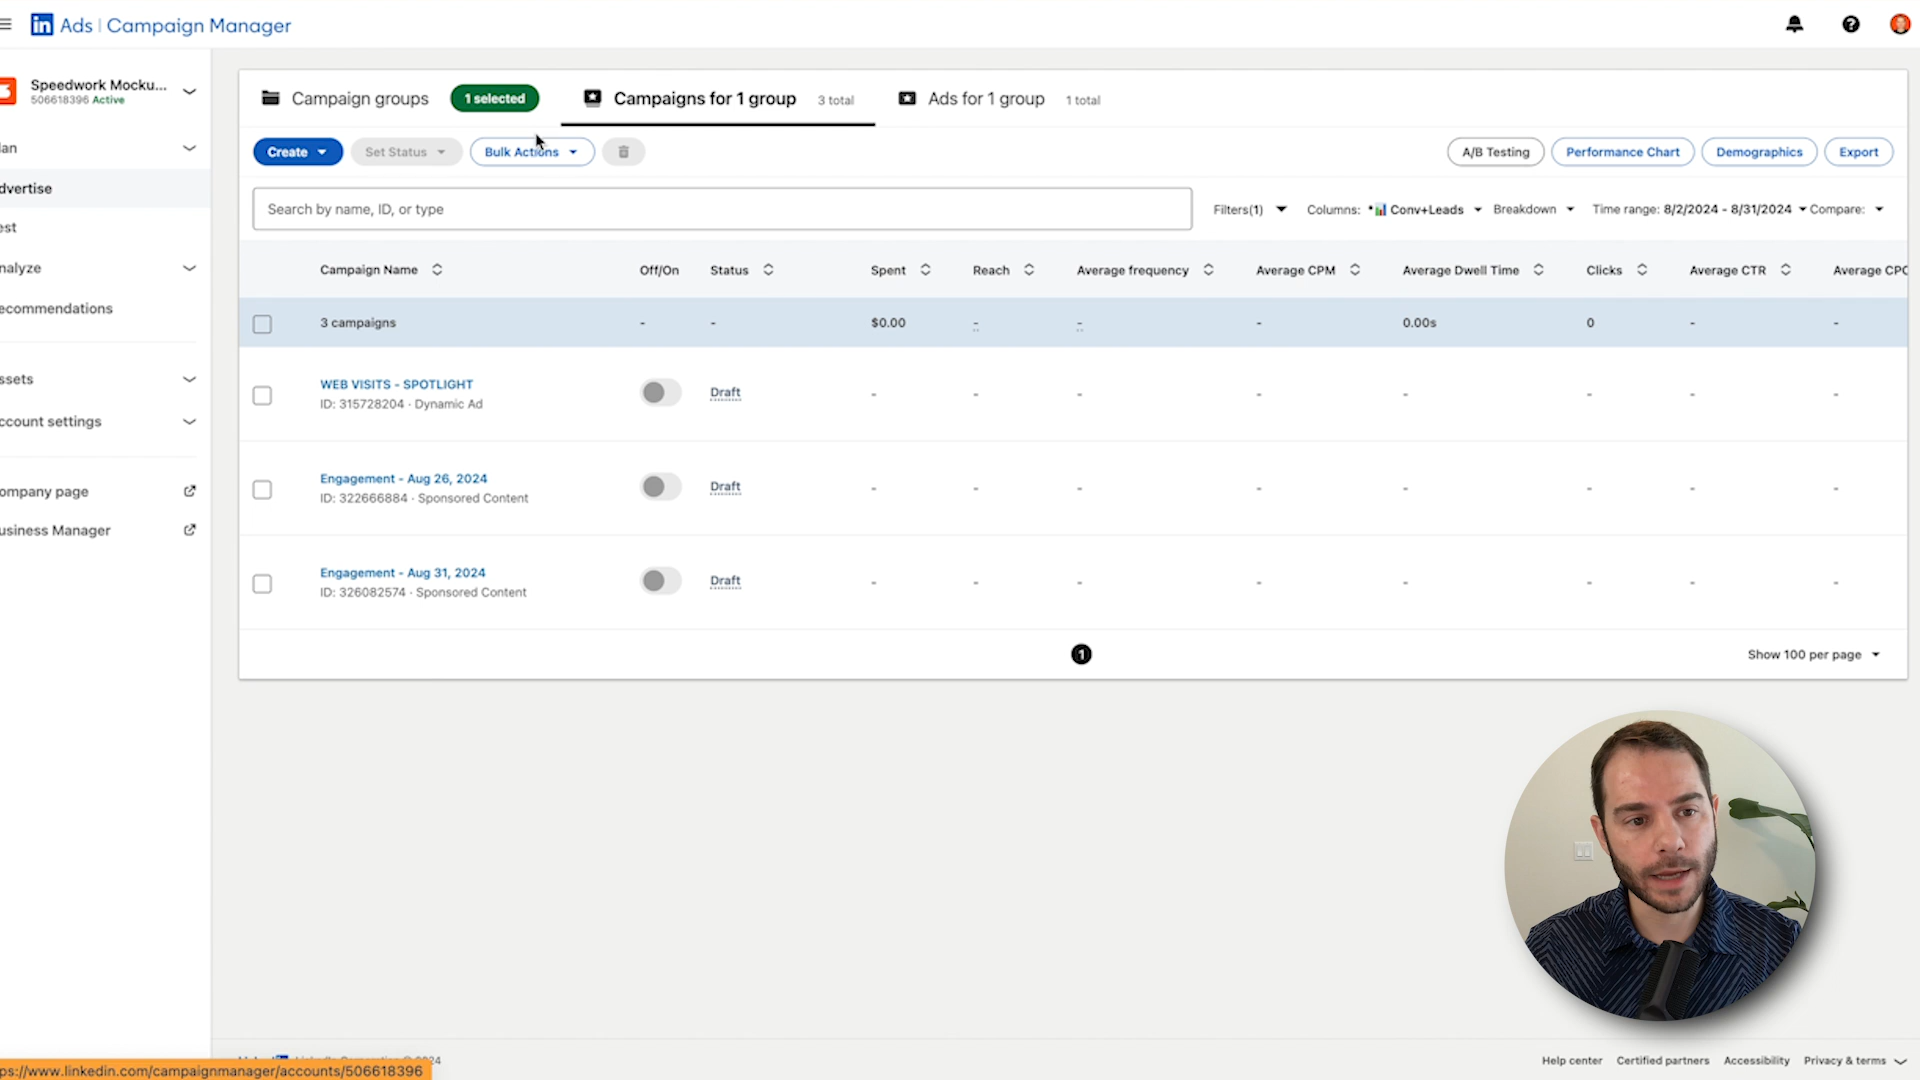 in Ads | Campaign Manager
Speedwork Mocku...
506618396 Active
lan
dvertise
est
nalyze
ecommendations
ssets
ccount settings
ompany page
usiness Manager
Campaign groups 1 selected Campaigns for 1 group 3 total Ads for 1 group 1 total
Create Set Status Bulk Actions A/B Testing Performance Chart Demographics Export
Search by name, ID, or type Filters(1) Columns: Conv+Leads Breakdown Time range: 8/2/2024 - 8/31/2024 Compare:
Campaign Name Off/On Status Spent Reach Average frequency Average CPM Average Dwell Time Clicks Average CTR Average CPC
3 campaigns - - $0.00 - - - 0.00s 0 - -
WEB VISITS - SPOTLIGHT
ID: 315728204 · Dynamic Ad
Draft - - - - - - - -
Engagement - Aug 26, 2024
ID: 322666884 · Sponsored Content
Draft - - - - - - - -
Engagement - Aug 31, 2024
ID: 326082574 · Sponsored Content
Draft - - - - - - - -
1 Show 100 per page
Help center Certified partners Accessibility Privacy & terms
ps://www.linkedin.com/campaignmanager/accounts/506618396